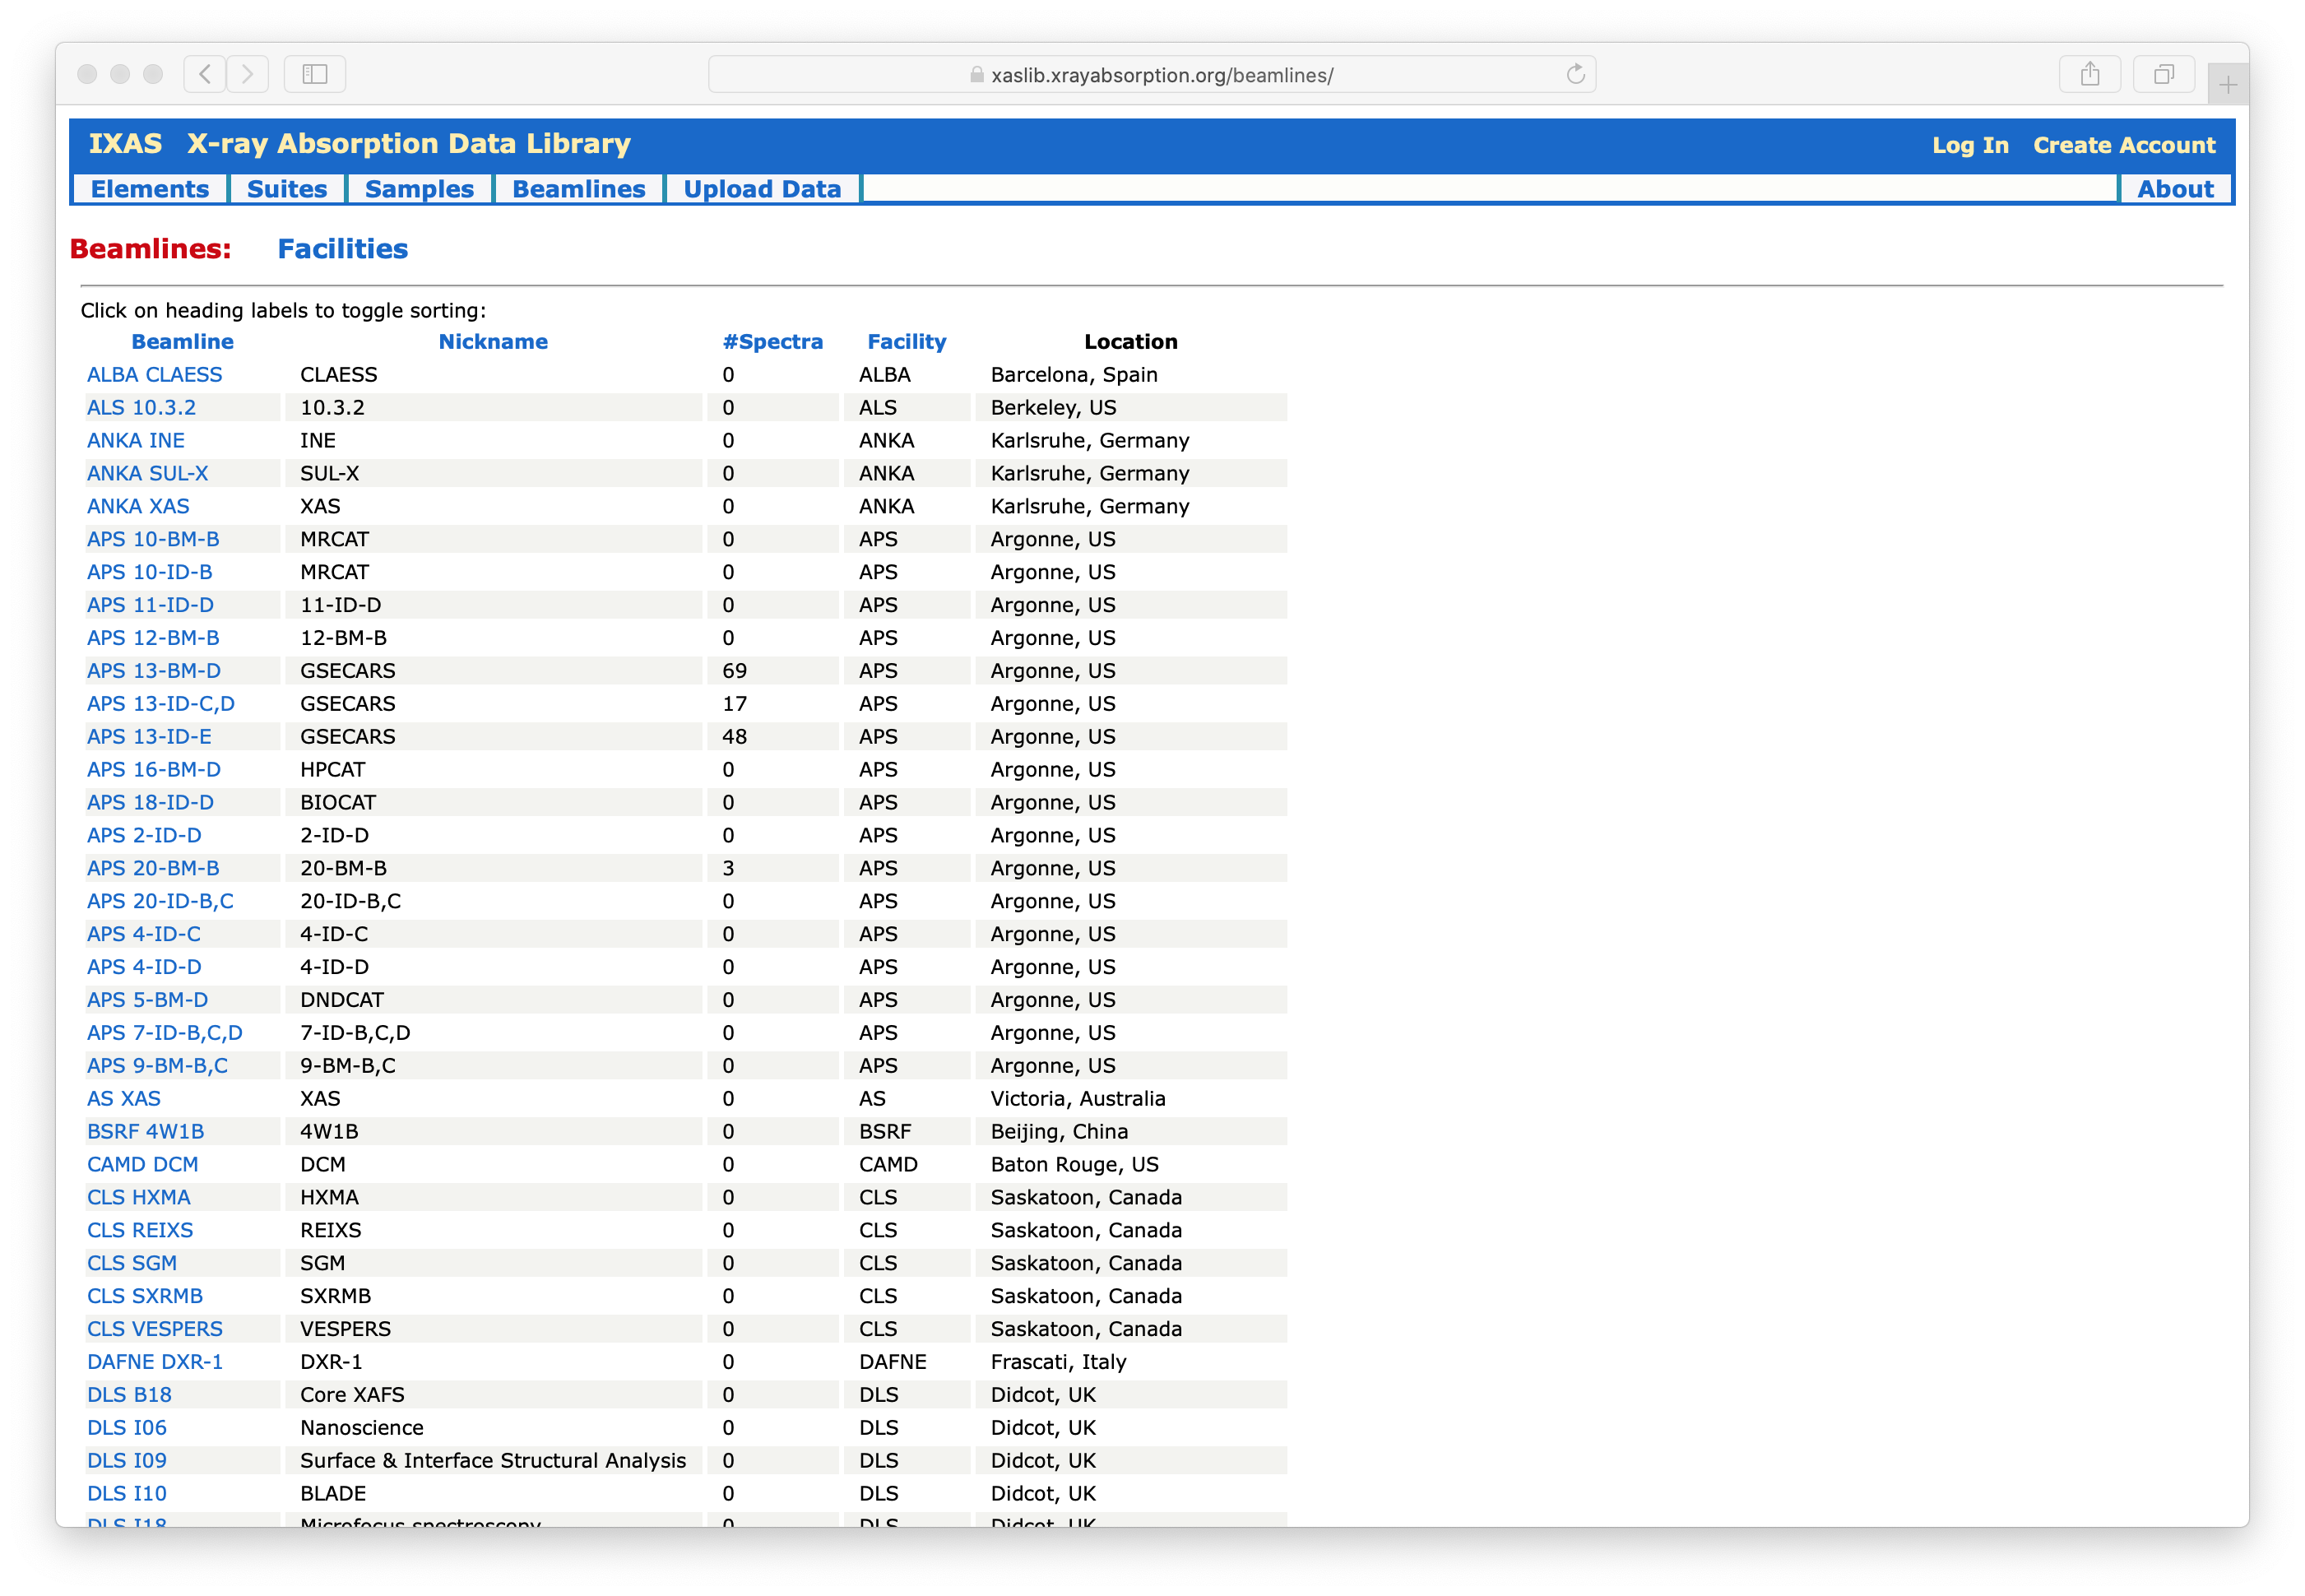 xaslib.xrayabsorption.org/beamlines/
IXAS X-ray Absorption Data Library Log In Create Account
Elements Suites Samples Beamlines Upload Data About
Beamlines: Facilities
Click on heading labels to toggle sorting:
Beamline Nickname #Spectra Facility Location
ALBA CLAESS CLAESS 0 ALBA Barcelona, Spain
ALS 10.3.2 10.3.2 0 ALS Berkeley, US
ANKA INE INE 0 ANKA Karlsruhe, Germany
ANKA SUL-X SUL-X 0 ANKA Karlsruhe, Germany
ANKA XAS XAS 0 ANKA Karlsruhe, Germany
APS 10-BM-B MRCAT 0 APS Argonne, US
APS 10-ID-B MRCAT 0 APS Argonne, US
APS 11-ID-D 11-ID-D 0 APS Argonne, US
APS 12-BM-B 12-BM-B 0 APS Argonne, US
APS 13-BM-D GSECARS 69 APS Argonne, US
APS 13-ID-C,D GSECARS 17 APS Argonne, US
APS 13-ID-E GSECARS 48 APS Argonne, US
APS 16-BM-D HPCAT 0 APS Argonne, US
APS 18-ID-D BIOCAT 0 APS Argonne, US
APS 2-ID-D 2-ID-D 0 APS Argonne, US
APS 20-BM-B 20-BM-B 3 APS Argonne, US
APS 20-ID-B,C 20-ID-B,C 0 APS Argonne, US
APS 4-ID-C 4-ID-C 0 APS Argonne, US
APS 4-ID-D 4-ID-D 0 APS Argonne, US
APS 5-BM-D DNDCAT 0 APS Argonne, US
APS 7-ID-B,C,D 7-ID-B,C,D 0 APS Argonne, US
APS 9-BM-B,C 9-BM-B,C 0 APS Argonne, US
AS XAS XAS 0 AS Victoria, Australia
BSRF 4W1B 4W1B 0 BSRF Beijing, China
CAMD DCM DCM 0 CAMD Baton Rouge, US
CLS HXMA HXMA 0 CLS Saskatoon, Canada
CLS REIXS REIXS 0 CLS Saskatoon, Canada
CLS SGM SGM 0 CLS Saskatoon, Canada
CLS SXRMB SXRMB 0 CLS Saskatoon, Canada
CLS VESPERS VESPERS 0 CLS Saskatoon, Canada
DAFNE DXR-1 DXR-1 0 DAFNE Frascati, Italy
DLS B18 Core XAFS 0 DLS Didcot, UK
DLS I06 Nanoscience 0 DLS Didcot, UK
DLS I09 Surface & Interface Structural Analysis 0 DLS Didcot, UK
DLS I10 BLADE 0 DLS Didcot, UK
DLS I18 Microfocus spectroscopy 0 DLS Didcot, UK